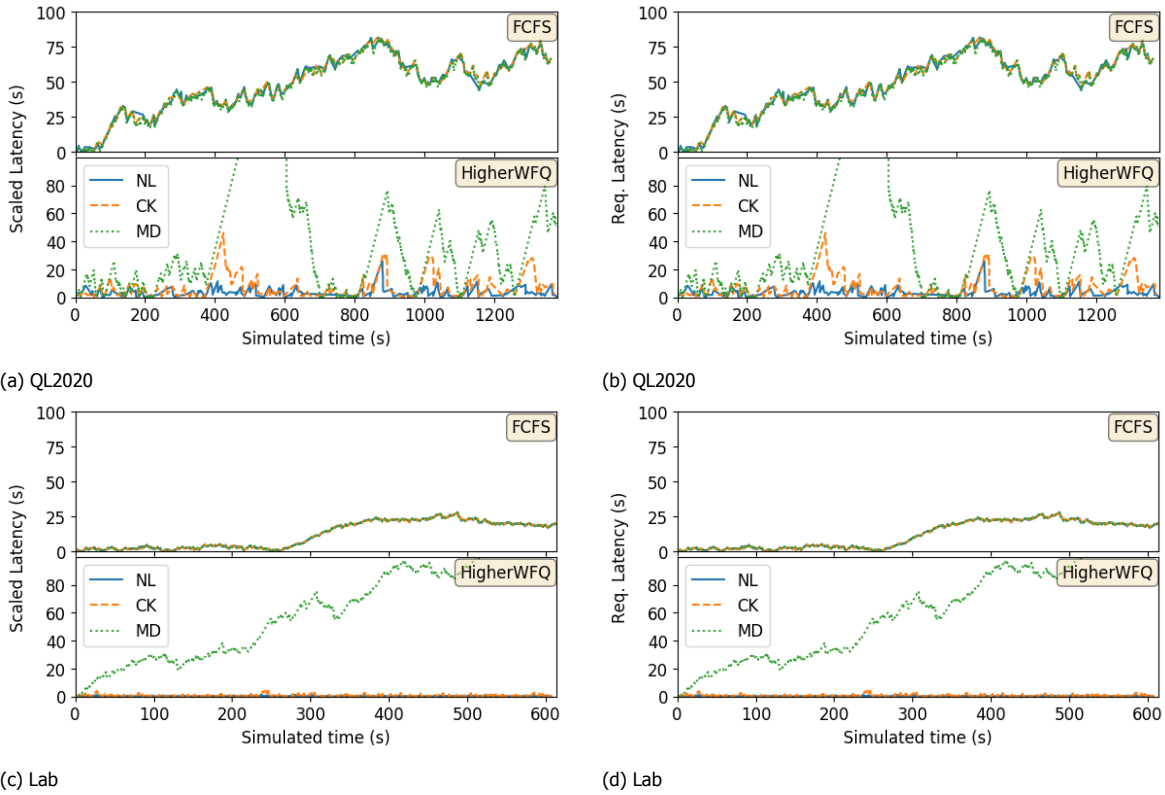 Scaled Latency (s)
100
75
50
25
0
FCFS
80
60
40
20
0
HigherWFQ
NL
CK
MD
0 200 400 600 800 1000 1200
Simulated time (s)
(a) QL2020
Req. Latency (s)
100
75
50
25
0
FCFS
80
60
40
20
0
HigherWFQ
NL
CK
MD
0 200 400 600 800 1000 1200
Simulated time (s)
(b) QL2020
Scaled Latency (s)
100
75
50
25
0
FCFS
80
60
40
20
0
HigherWFQ
NL
CK
MD
0 100 200 300 400 500 600
Simulated time (s)
(c) Lab
Req. Latency (s)
100
75
50
25
0
FCFS
80
60
40
20
0
HigherWFQ
NL
CK
MD
0 100 200 300 400 500 600
Simulated time (s)
(d) Lab